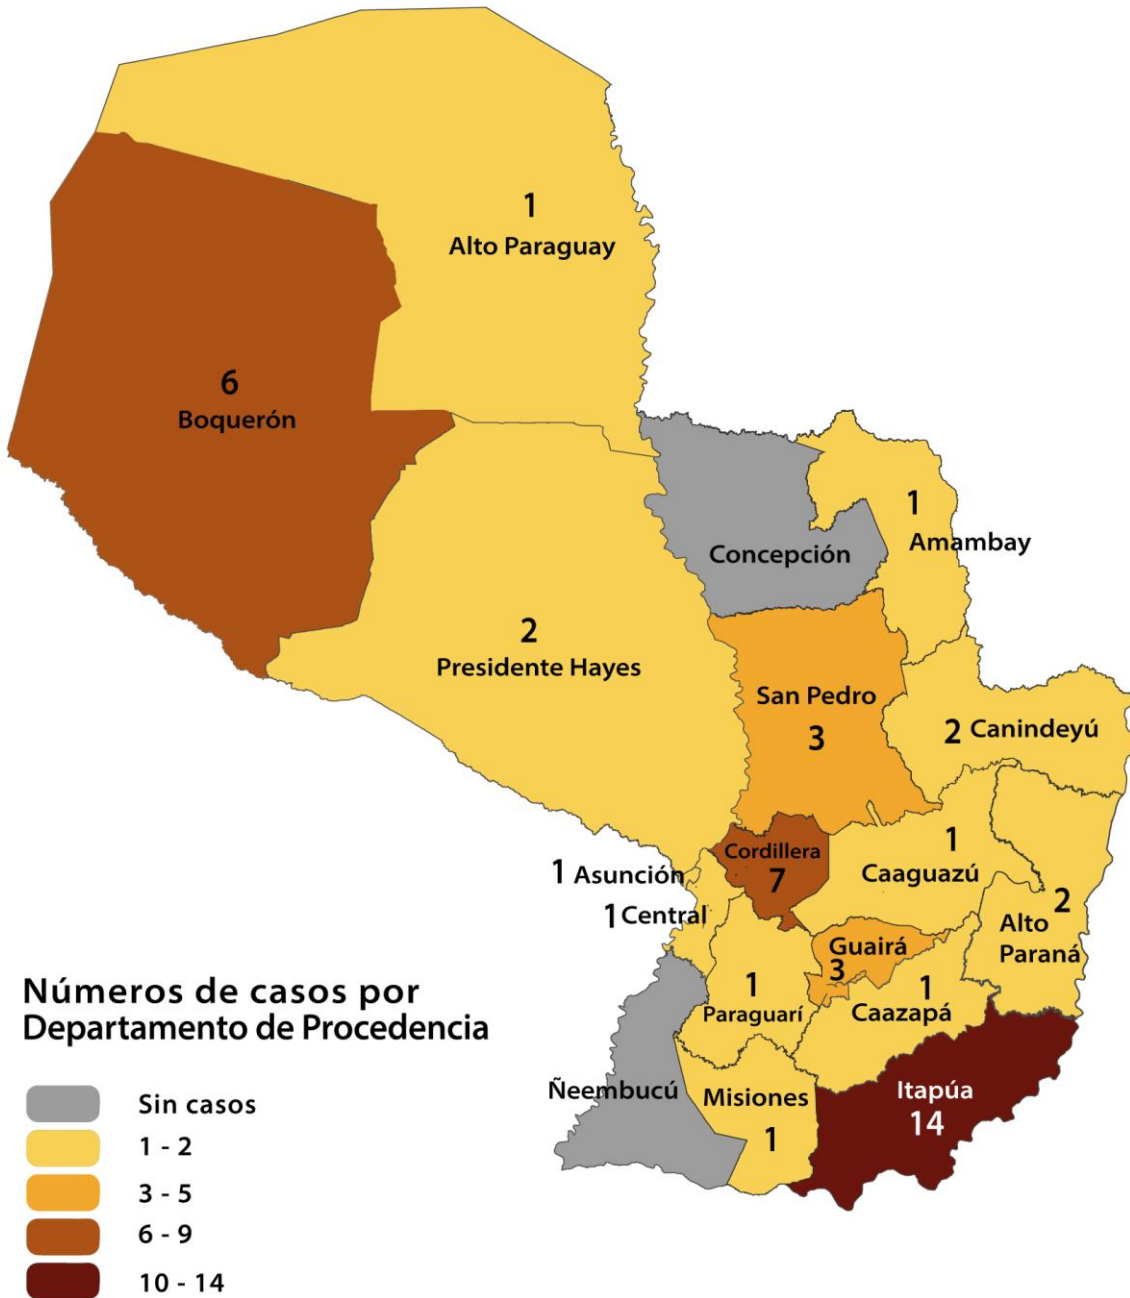 1
Alto Paraguay
6
Boquerón
Concepción
1
Amambay
2
Presidente Hayes
San Pedro
3
2 Canindeyú
Cordillera
7
1
Caaguazú
1 Asunción
1 Central
2
Alto
Paraná
Guairá
3
1
Paraguarí
1
Caazapá
Ñeembucú
Misiones
1
Itapúa
14
Números de casos por
Departamento de Procedencia
Sin casos
1 - 2
3 - 5
6 - 9
10 - 14